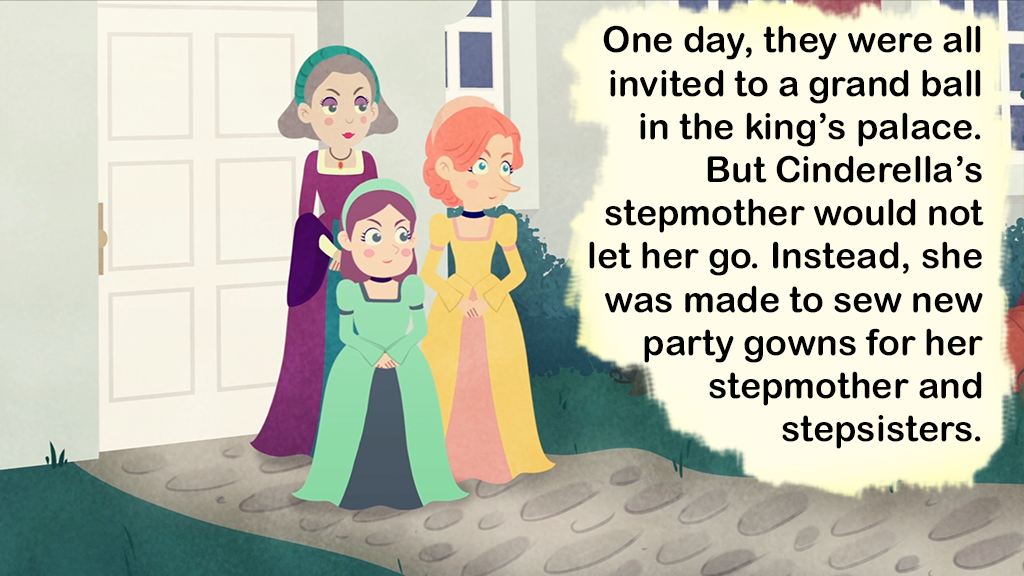 One day, they were all
invited to a grand ball
in the king’s palace.
But Cinderella’s
stepmother would not
let her go. Instead, she
was made to sew new
party gowns for her
stepmother and
stepsisters.